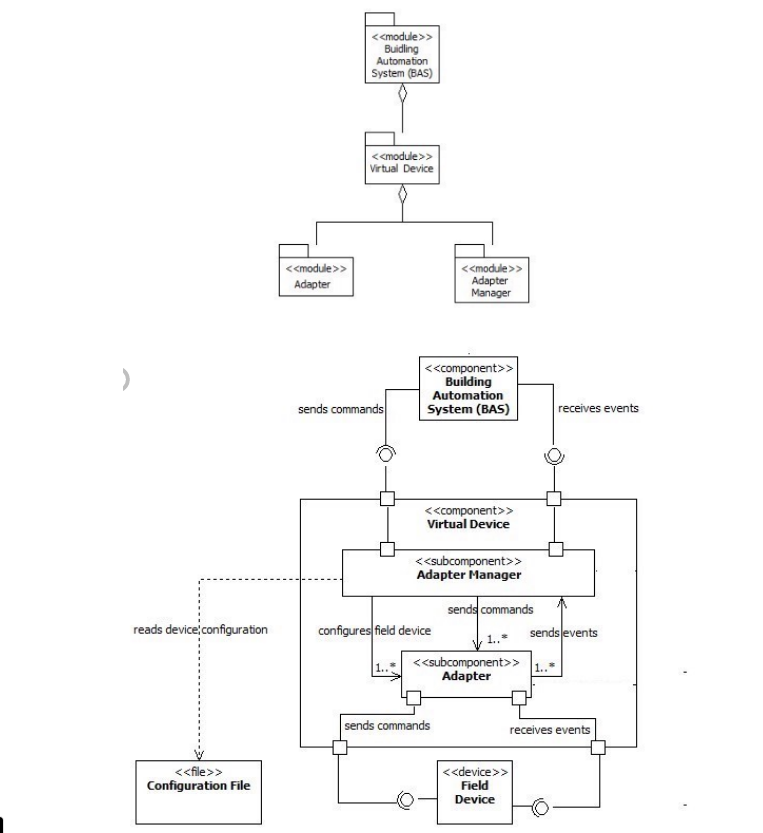 <<module>>
Buidling
Automation
System (BAS)
<<module>>
Virtual Device
<<module>>
Adapter
<<module>>
Adapter
Manager
<<component>>
Building
Automation
System (BAS)
sends commands
receives events
<<component>>
Virtual Device
<<subcomponent>>
Adapter Manager
sends commands
reads device configuration
configures field device
sends events
1..*
1..*
1..*
<<subcomponent>>
Adapter
sends commands
receives events
<<file>>
Configuration File
<<device>>
Field
Device